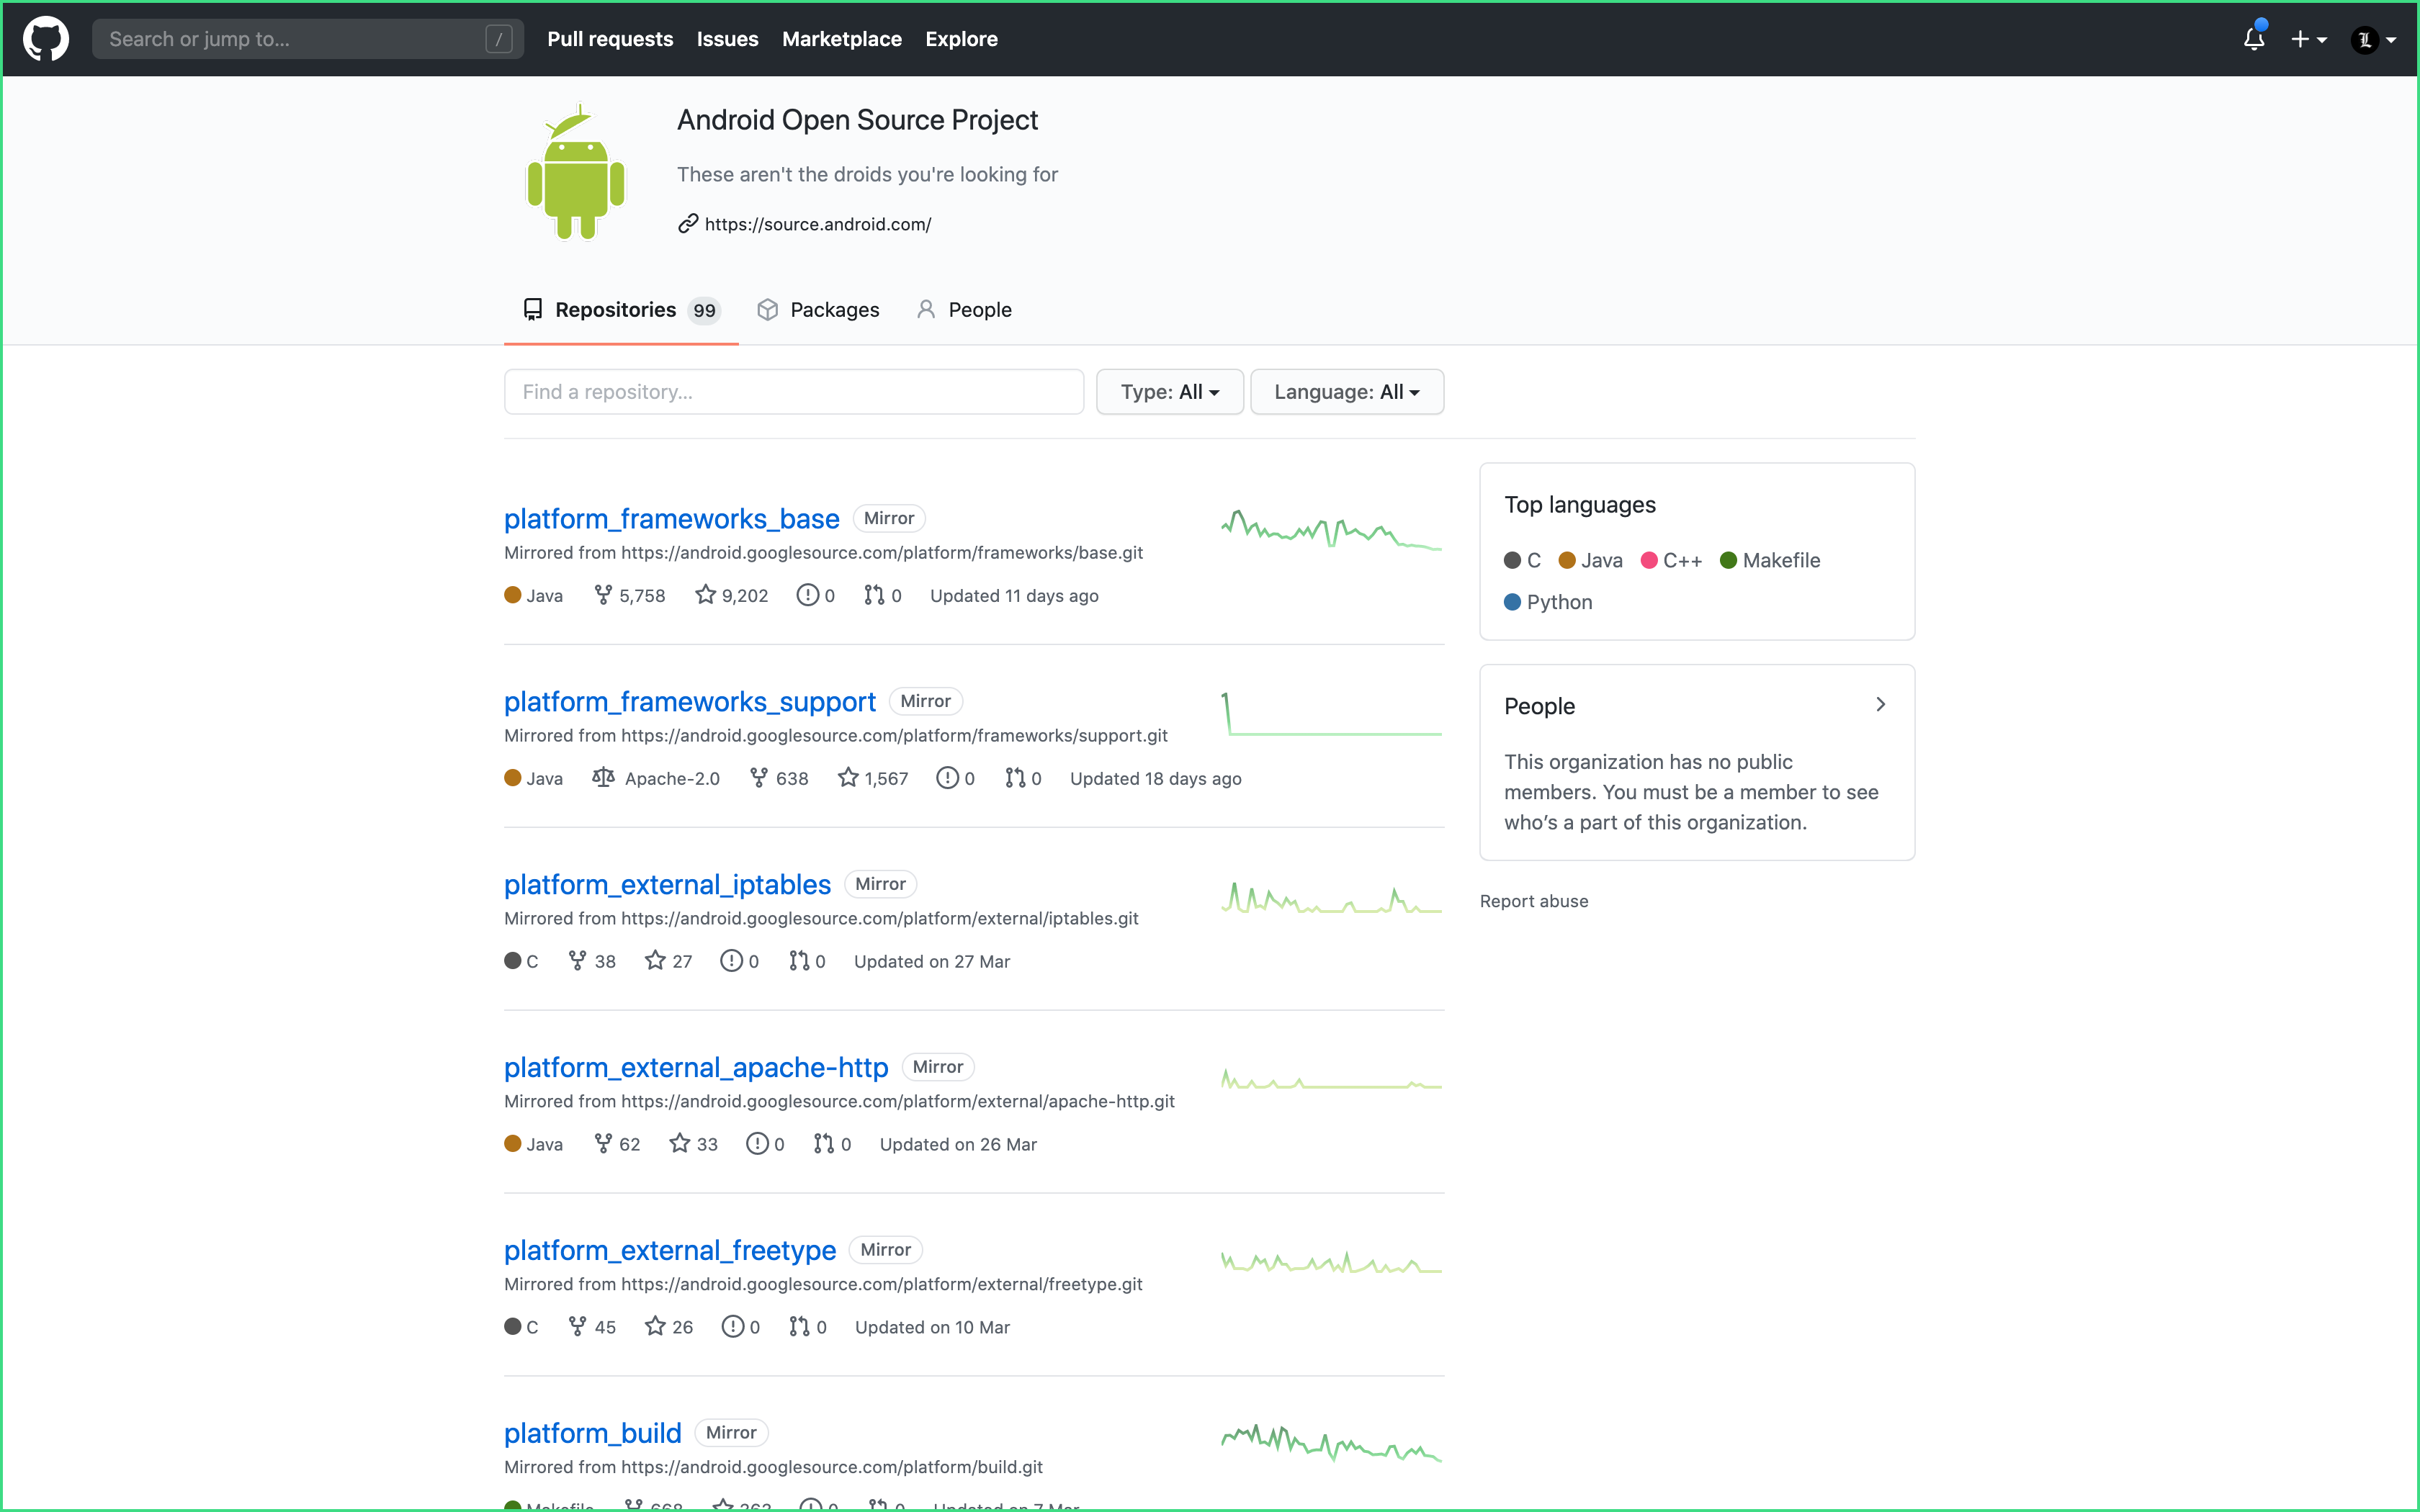 Search or jump to... / Pull requests Issues Marketplace Explore
Android Open Source Project
These aren't the droids you're looking for
https://source.android.com/
Repositories 99 Packages People
Find a repository... Type: All Language: All
platform_frameworks_base Mirror
Mirrored from https://android.googlesource.com/platform/frameworks/base.git
Java 5,758 9,202 0 0 Updated 11 days ago
platform_frameworks_support Mirror
Mirrored from https://android.googlesource.com/platform/frameworks/support.git
Java Apache-2.0 638 1,567 0 0 Updated 18 days ago
platform_external_iptables Mirror
Mirrored from https://android.googlesource.com/platform/external/iptables.git
C 38 27 0 0 Updated on 27 Mar
platform_external_apache-http Mirror
Mirrored from https://android.googlesource.com/platform/external/apache-http.git
Java 62 33 0 0 Updated on 26 Mar
platform_external_freetype Mirror
Mirrored from https://android.googlesource.com/platform/external/freetype.git
C 45 26 0 0 Updated on 10 Mar
platform_build Mirror
Mirrored from https://android.googlesource.com/platform/build.git
Makefile 668 362 0 0 Updated on 7 Mar
Top languages
C Java C++ Makefile
Python
People
This organization has no public
members. You must be a member to see
who’s a part of this organization.
Report abuse